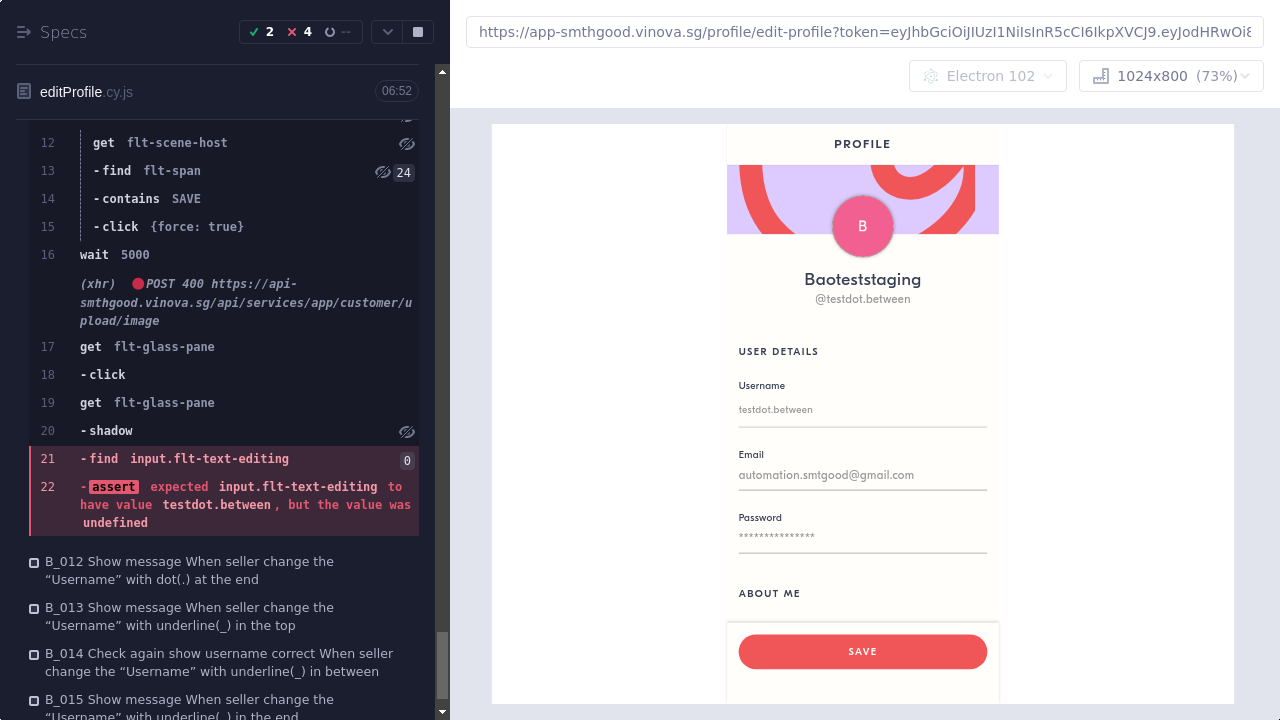 Specs
2
4
--
editProfile.cy.js
06:52
12 get flt-scene-host
13 -find flt-span 24
14 -contains SAVE
15 -click {force: true}
16 wait 5000
(xhr) POST 400 https://api-
smthgood.vinova.sg/api/services/app/customer/u
pload/image
17 get flt-glass-pane
18 -click
19 get flt-glass-pane
20 -shadow
21 -find input.flt-text-editing 0
22 -assert expected input.flt-text-editing to
have value testdot.between, but the value was
undefined
B_012 Show message When seller change the
“Username” with dot(.) at the end
B_013 Show message When seller change the
“Username” with underline(_) in the top
B_014 Check again show username correct When seller
change the “Username” with underline(_) in between
B_015 Show message When seller change the
“Username” with underline(_) in the end
https://app-smthgood.vinova.sg/profile/edit-profile?token=eyJhbGciOiJIUzI1NiIsInR5cCI6IkpXVCJ9.eyJodHRwOi8
Electron 102
1024x800 (73%)
PROFILE
B
Baoteststaging
@testdot.between
USER DETAILS
Username
testdot.between
Email
automation.smtgood@gmail.com
Password
***************
ABOUT ME
SAVE